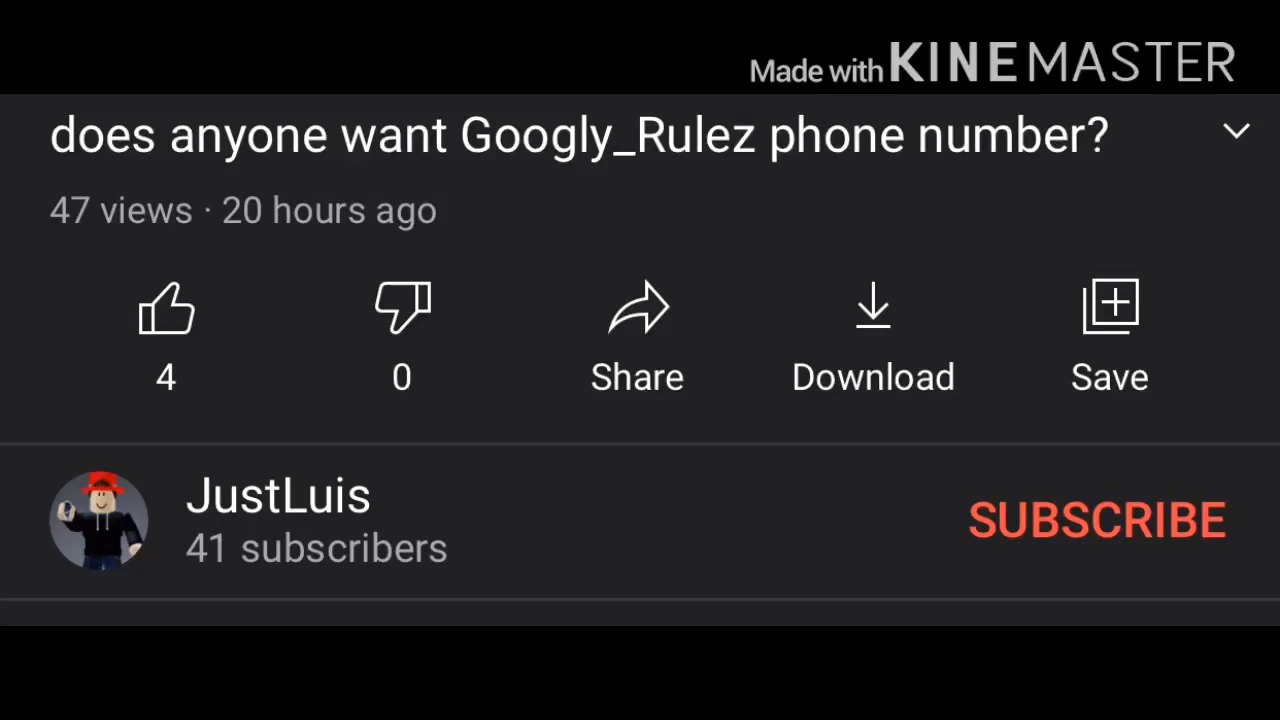 Made with KINEMASTER
does anyone want Googly_Rulez phone number?
47 views · 20 hours ago
4
0
Share
Download
Save
JustLuis
41 subscribers
SUBSCRIBE